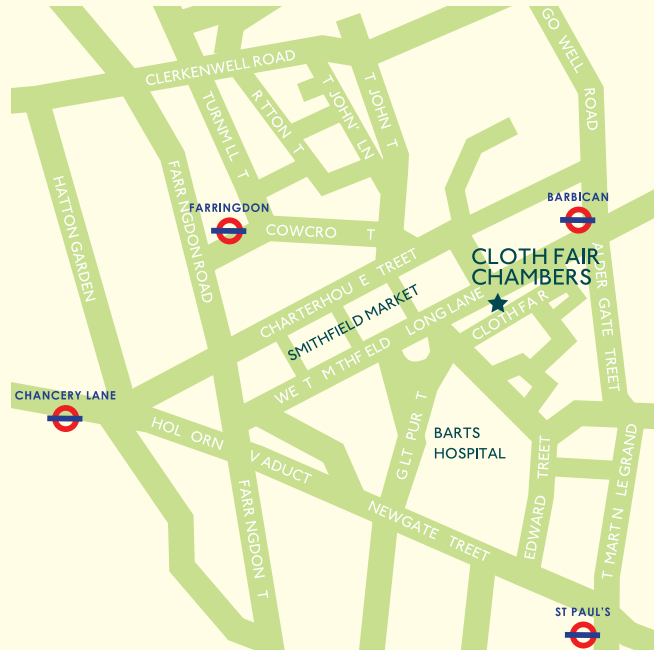 GO WELL ROAD
CLERKENWELL ROAD
T JOHN T
T JOHN' LN
R TTON T
TURNM LL T
HATTON GARDEN
FARR NGDON ROAD
FARRINGDON
BARBICAN
COWCRO T
CLOTH FAIR
CHAMBERS
ALDER GATE TREET
CHARTERHOU E TREET
SMITHFIELD MARKET
LONG LANE
CLOTH FA R
WE T M THF ELD
CHANCERY LANE
HOL ORN V ADUCT
G LT PUR T
BARTS
HOSPITAL
EDWARD TREET
T MART N LE GRAND
FARR NGDON T
NEWGATE TREET
ST PAUL'S